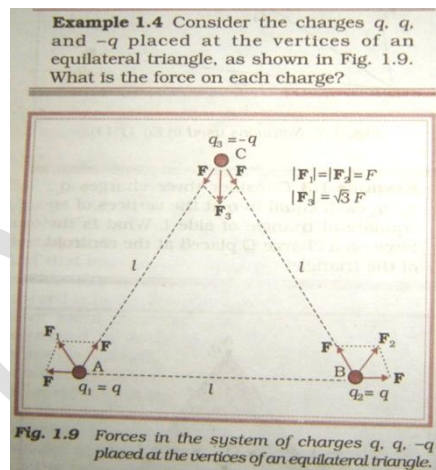 Example 1.4 Consider the charges q, q,
and –q placed at the vertices of an
equilateral triangle, as shown in Fig. 1.9.
What is the force on each charge?
q₃ =–q
C
F F
|F₁|=|F₂|=F
|F₃| = √3 F
F₃
l l
F₁ F F F₂
A B
F F
q₁ = q l q₂= q
Fig. 1.9 Forces in the system of charges q, q, –q
placed at the vertices of an equilateral triangle.